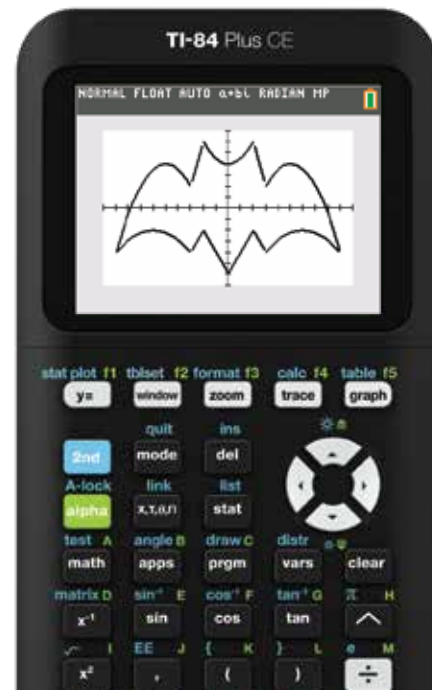 TI-84 Plus CE
NORMAL FLOAT AUTO a+bi RADIAN MP
stat plot f1 tblset f2 format f3 calc f4 table f5
y= window zoom trace graph
quit ins
2nd mode del
A-lock link list
alpha X,T,θ,n stat
test A angle B draw C distr
math apps prgm vars clear
matrix D sin⁻¹ E cos⁻¹ F tan⁻¹ G π H
x⁻¹ sin cos tan ^
√ I EE J { K } L e M
x² , ( ) ÷